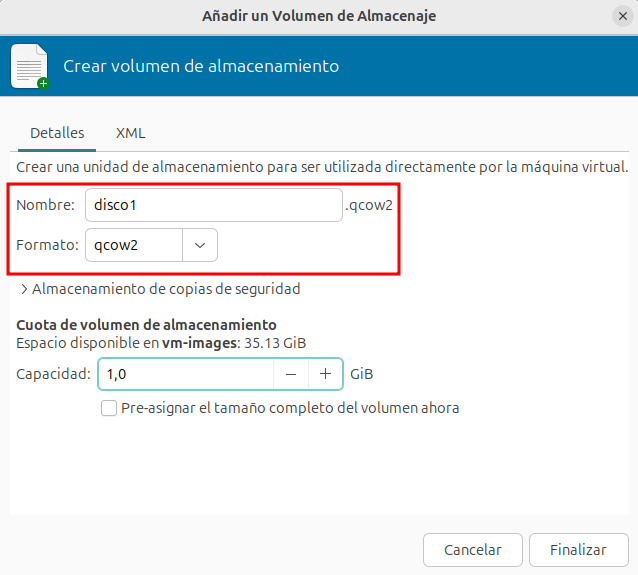 Añadir un Volumen de Almacenaje
Crear volumen de almacenamiento
Detalles XML
Crear una unidad de almacenamiento para ser utilizada directamente por la máquina virtual.
Nombre: disco1 .qcow2
Formato: qcow2
Almacenamiento de copias de seguridad
Cuota de volumen de almacenamiento
Espacio disponible en vm-images: 35.13 GiB
Capacidad: 1,0 GiB
Pre-asignar el tamaño completo del volumen ahora
Cancelar Finalizar